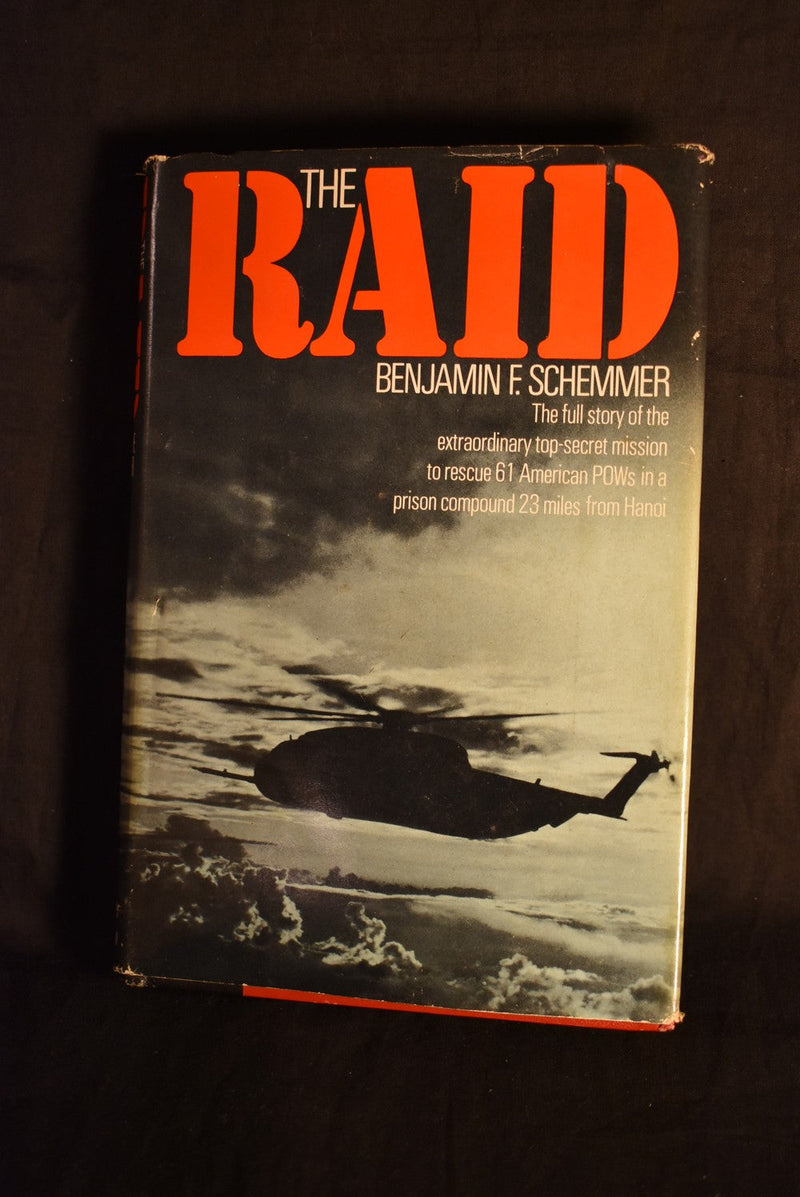 THE
RAID
BENJAMIN F. SCHEMMER
The full story of the
extraordinary top-secret mission
to rescue 61 American POWs in a
prison compound 23 miles from Hanoi